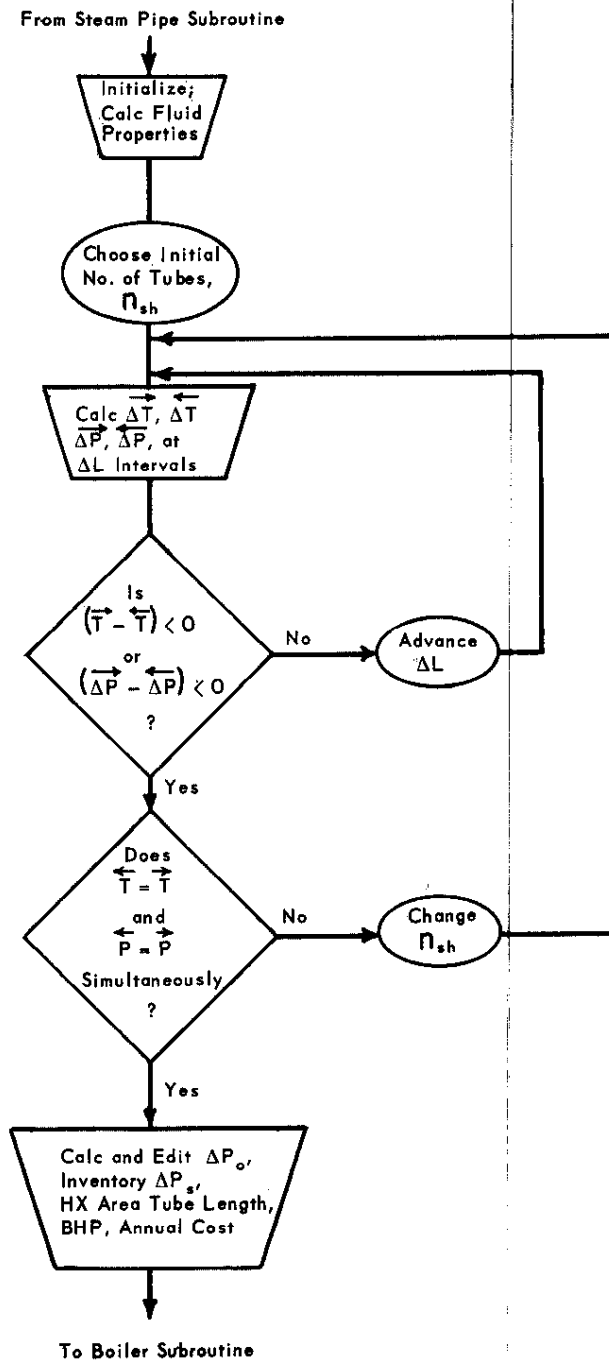 From Steam Pipe Subroutine
Initialize;
Calc Fluid
Properties
Choose Initial
No. of Tubes,
n_sh
Calc →ΔT, ←ΔT
→ΔP, ←ΔP, at
ΔL Intervals
Is
(→T − ←T) < 0
or
(→ΔP − ←ΔP) < 0
?
No
Advance
ΔL
Yes
Does
←T = →T
and
←P = →P
Simultaneously
?
No
Change
n_sh
Yes
Calc and Edit ΔP_o,
Inventory ΔP_s,
HX Area Tube Length,
BHP, Annual Cost
To Boiler Subroutine